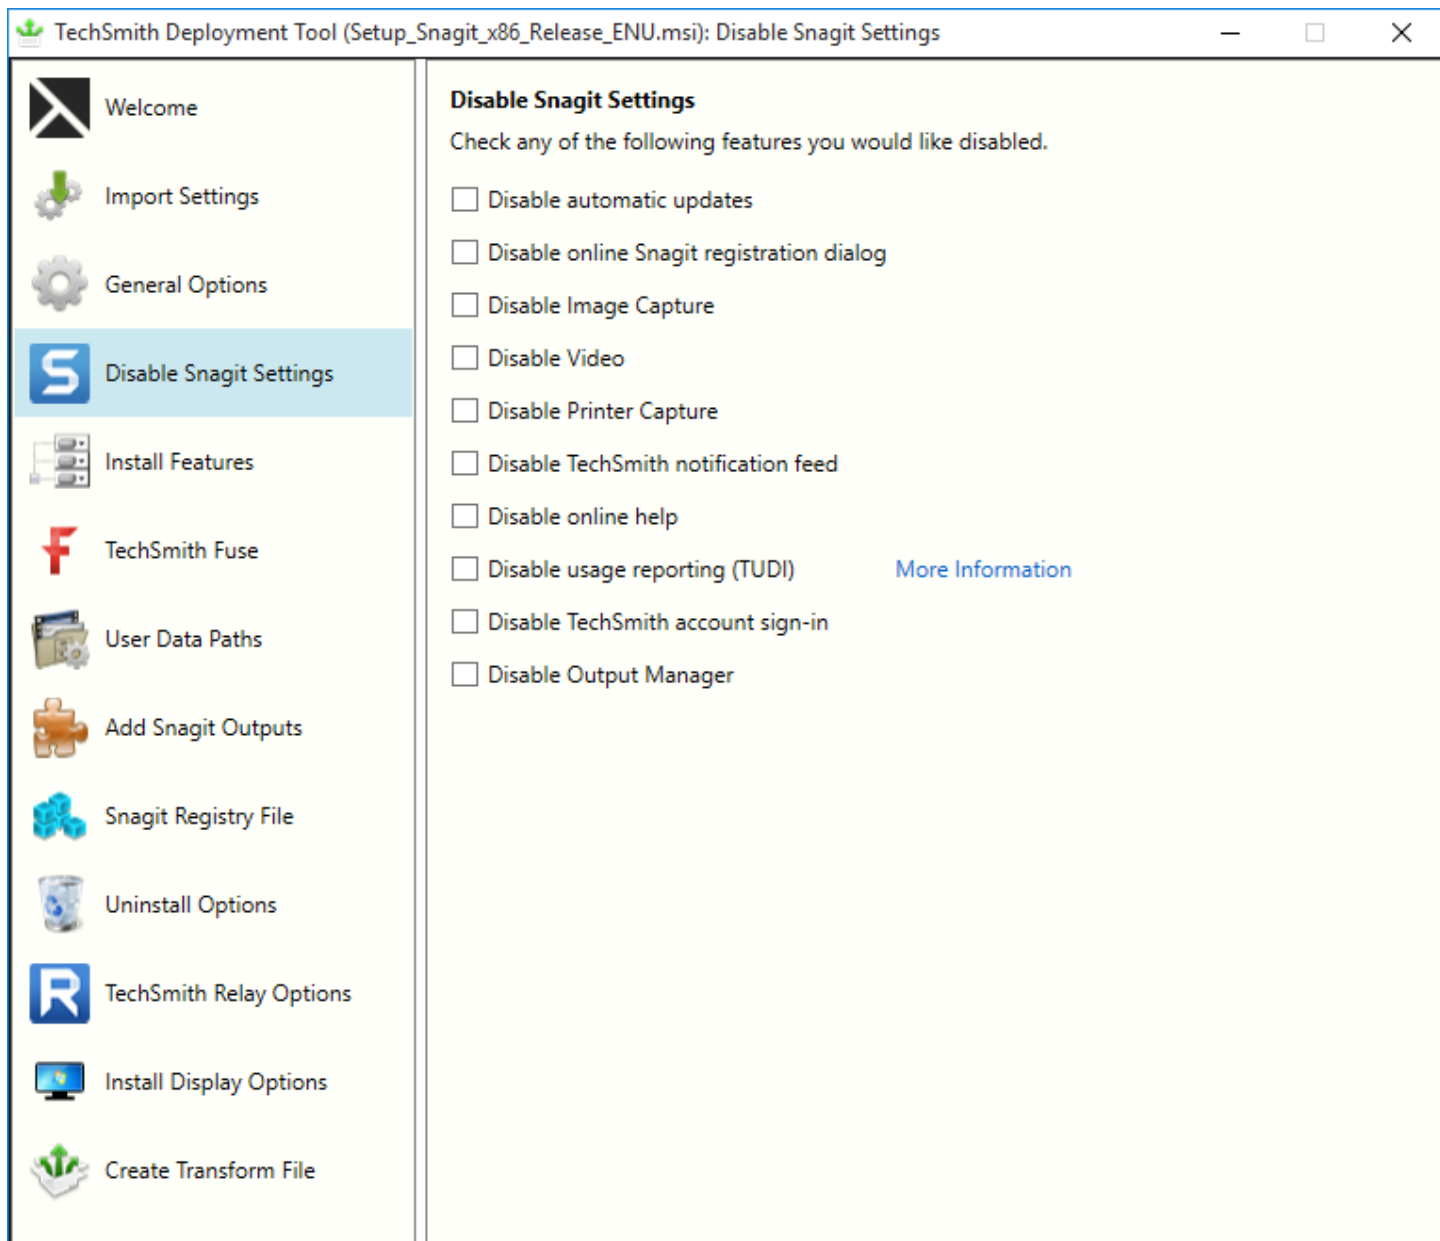 TechSmith Deployment Tool (Setup_Snagit_x86_Release_ENU.msi): Disable Snagit Settings
Welcome
Import Settings
General Options
Disable Snagit Settings
Install Features
TechSmith Fuse
User Data Paths
Add Snagit Outputs
Snagit Registry File
Uninstall Options
TechSmith Relay Options
Install Display Options
Create Transform File
Disable Snagit Settings
Check any of the following features you would like disabled.
Disable automatic updates
Disable online Snagit registration dialog
Disable Image Capture
Disable Video
Disable Printer Capture
Disable TechSmith notification feed
Disable online help
Disable usage reporting (TUDI) More Information
Disable TechSmith account sign-in
Disable Output Manager